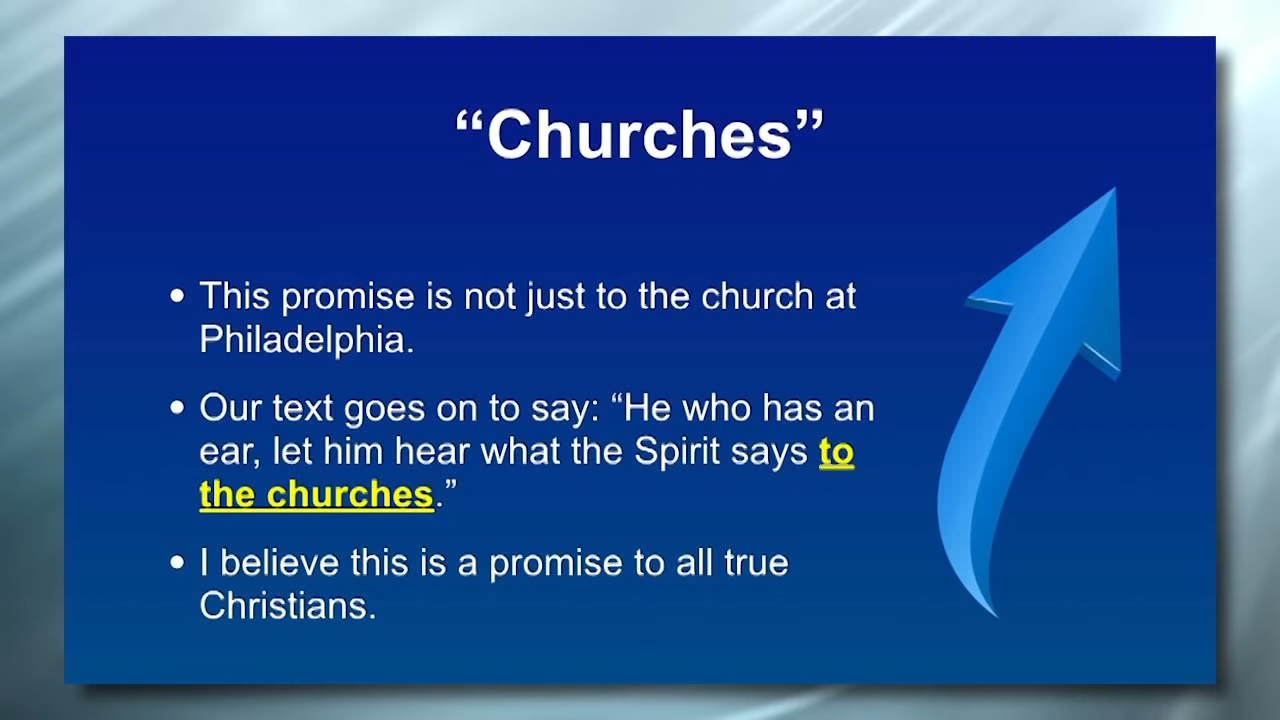 “Churches”
• This promise is not just to the church at
Philadelphia.
• Our text goes on to say: “He who has an
ear, let him hear what the Spirit says to
the churches.”
• I believe this is a promise to all true
Christians.